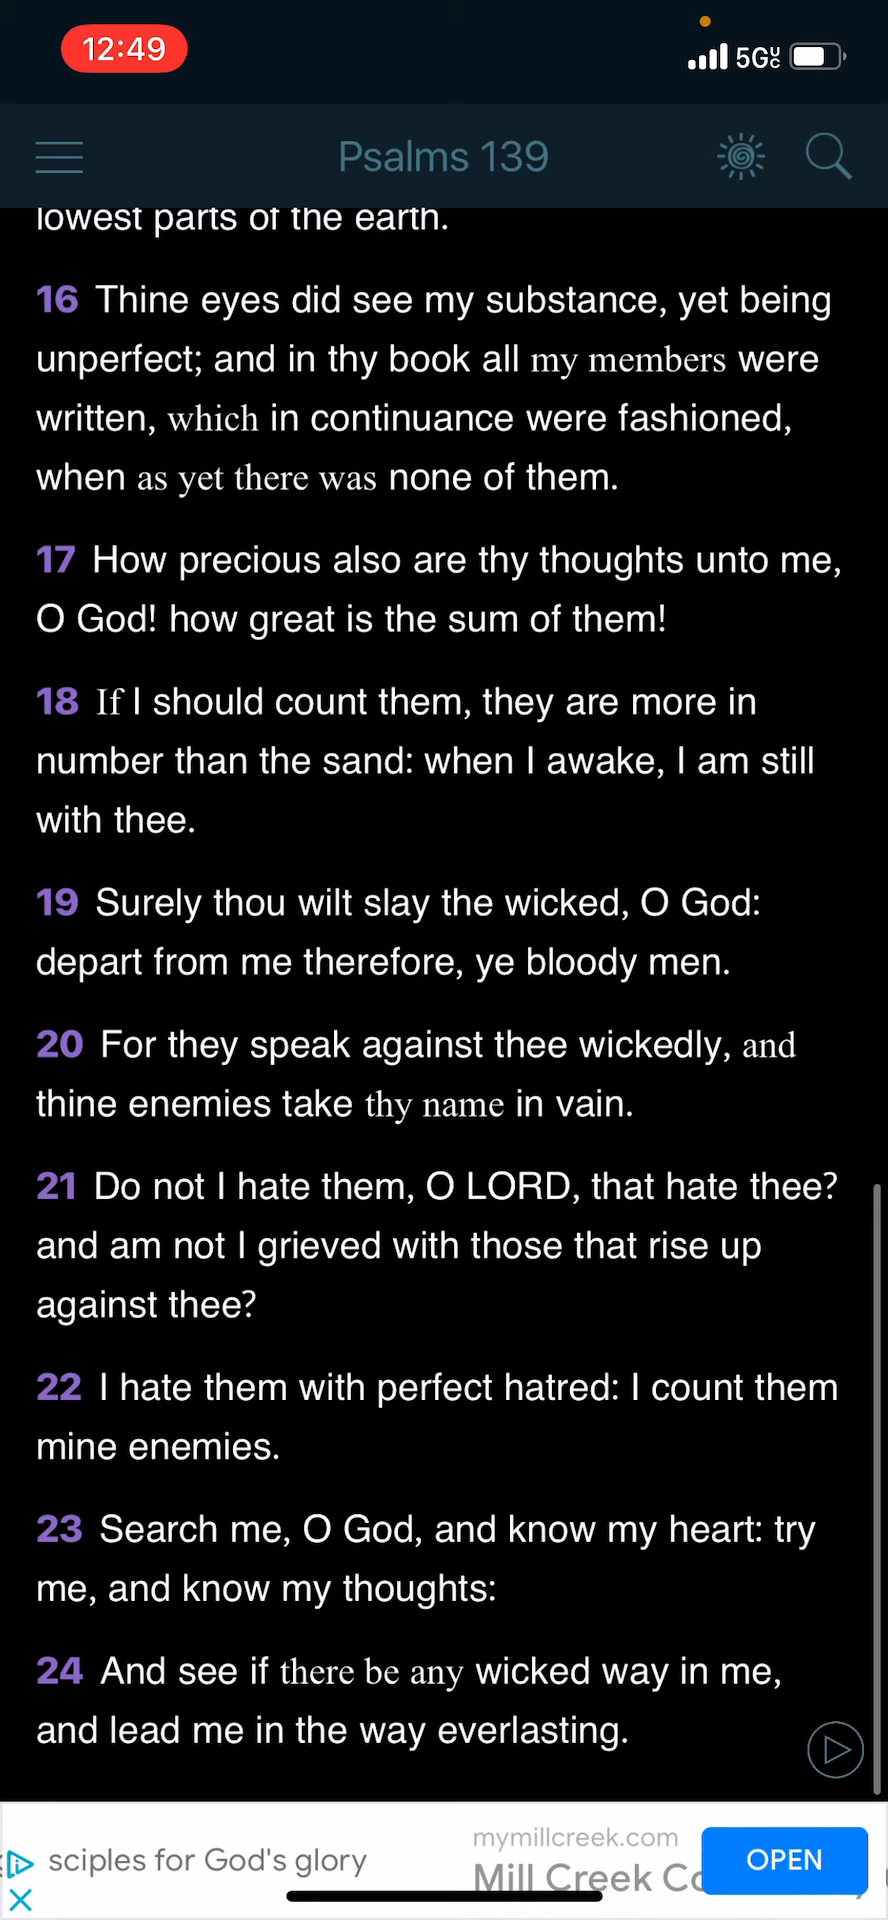 12:49
5G
Psalms 139
lowest parts of the earth.
16 Thine eyes did see my substance, yet being
unperfect; and in thy book all my members were
written, which in continuance were fashioned,
when as yet there was none of them.
17 How precious also are thy thoughts unto me,
O God! how great is the sum of them!
18 If I should count them, they are more in
number than the sand: when I awake, I am still
with thee.
19 Surely thou wilt slay the wicked, O God:
depart from me therefore, ye bloody men.
20 For they speak against thee wickedly, and
thine enemies take thy name in vain.
21 Do not I hate them, O LORD, that hate thee?
and am not I grieved with those that rise up
against thee?
22 I hate them with perfect hatred: I count them
mine enemies.
23 Search me, O God, and know my heart: try
me, and know my thoughts:
24 And see if there be any wicked way in me,
and lead me in the way everlasting.
sciples for God's glory
mymillcreek.com
Mill Creek
OPEN